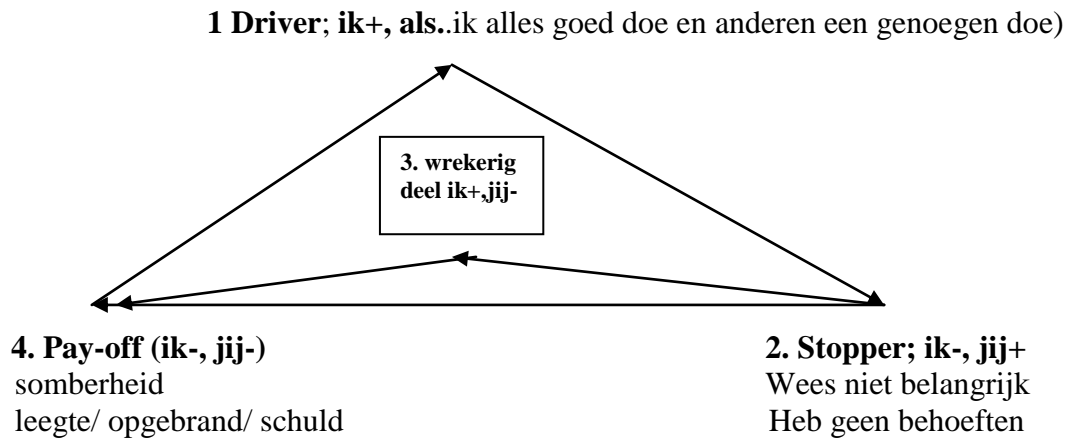 1 Driver; ik+, als..ik alles goed doe en anderen een genoegen doe)
3. wrekerig
deel ik+,jij-
4. Pay-off (ik-, jij-)
somberheid
leegte/ opgebrand/ schuld
2. Stopper; ik-, jij+
Wees niet belangrijk
Heb geen behoeften